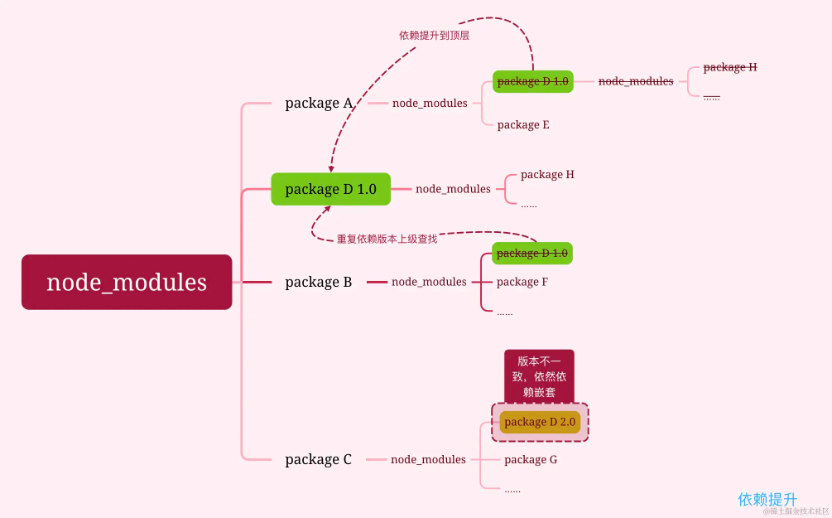 依赖提升到顶层
package D 1.0
node_modules
package H
……
package A
node_modules
package E
package D 1.0
node_modules
package H
……
重复依赖版本上级查找
package D 1.0
node_modules
package B
node_modules
package F
……
版本不一
致，依然依
赖嵌套
package D 2.0
package C
node_modules
package G
……
依赖提升
@稀土掘金技术社区